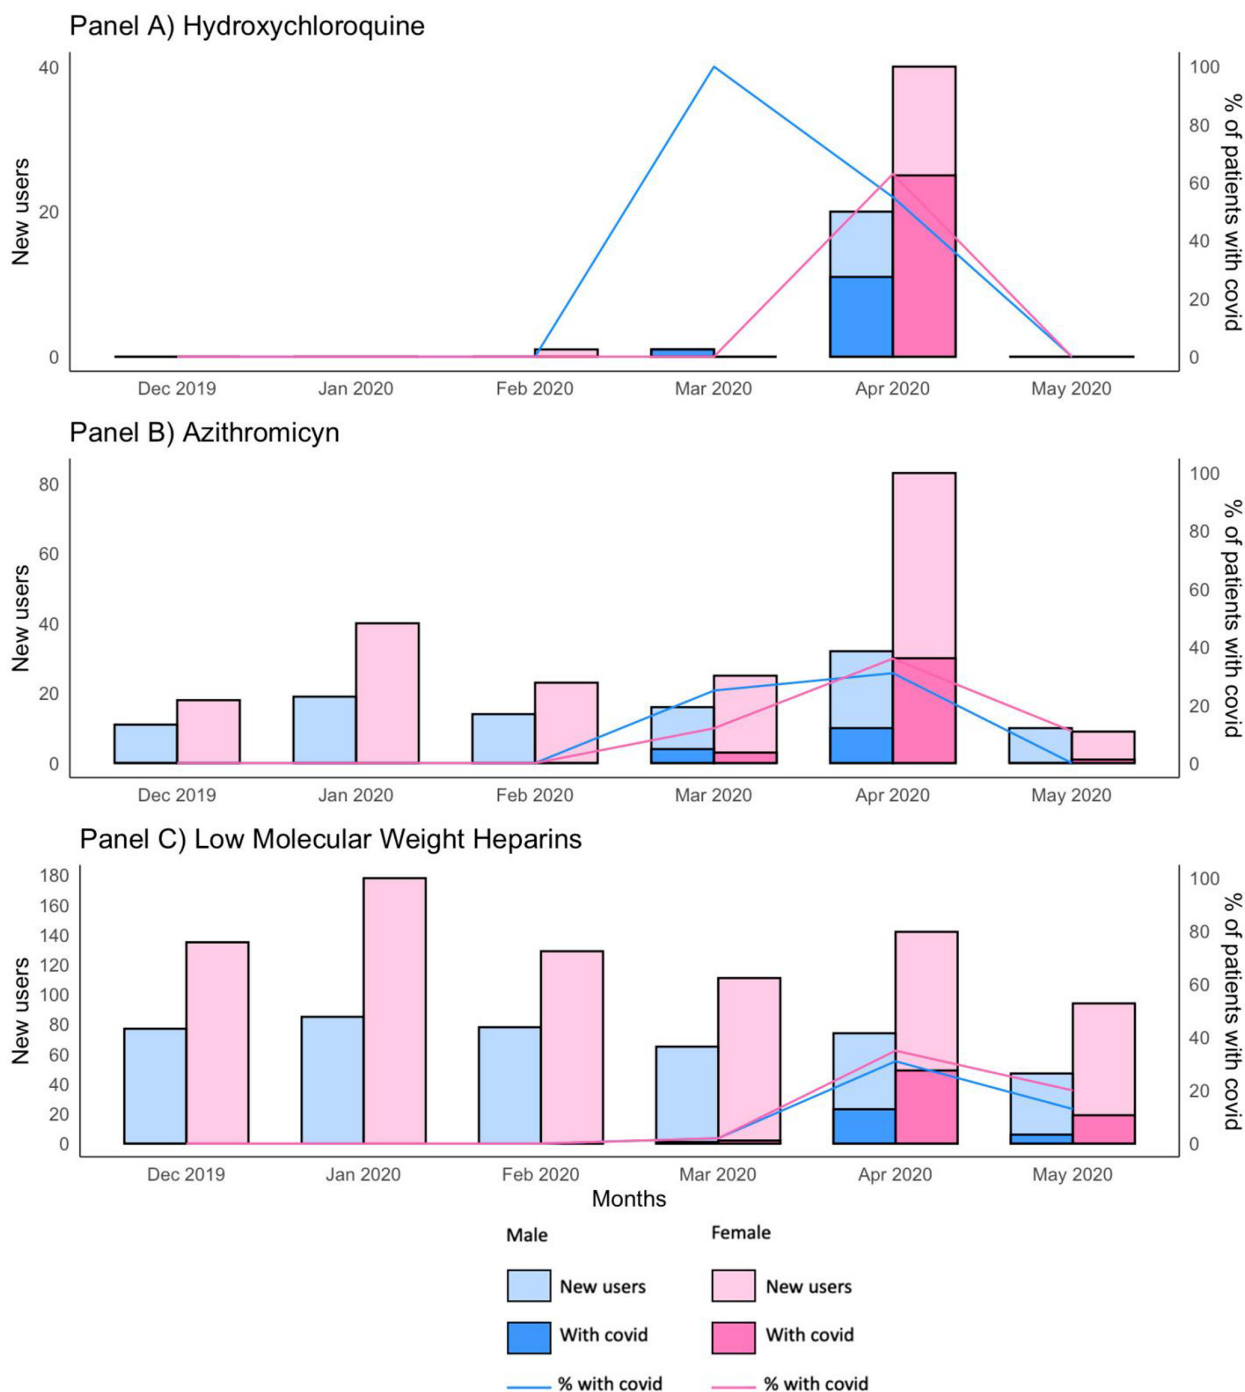 Panel A) Hydroxychloroquine
New users
40
20
0
100
80
60
40
20
0
% of patients with covid
Dec 2019 Jan 2020 Feb 2020 Mar 2020 Apr 2020 May 2020
Panel B) Azithromicyn
New users
80
60
40
20
0
100
80
60
40
20
0
% of patients with covid
Dec 2019 Jan 2020 Feb 2020 Mar 2020 Apr 2020 May 2020
Panel C) Low Molecular Weight Heparins
New users
180
160
140
120
100
80
60
40
20
0
100
80
60
40
20
0
% of patients with covid
Dec 2019 Jan 2020 Feb 2020 Mar 2020 Apr 2020 May 2020
Months
Male Female
New users New users
With covid With covid
% with covid % with covid